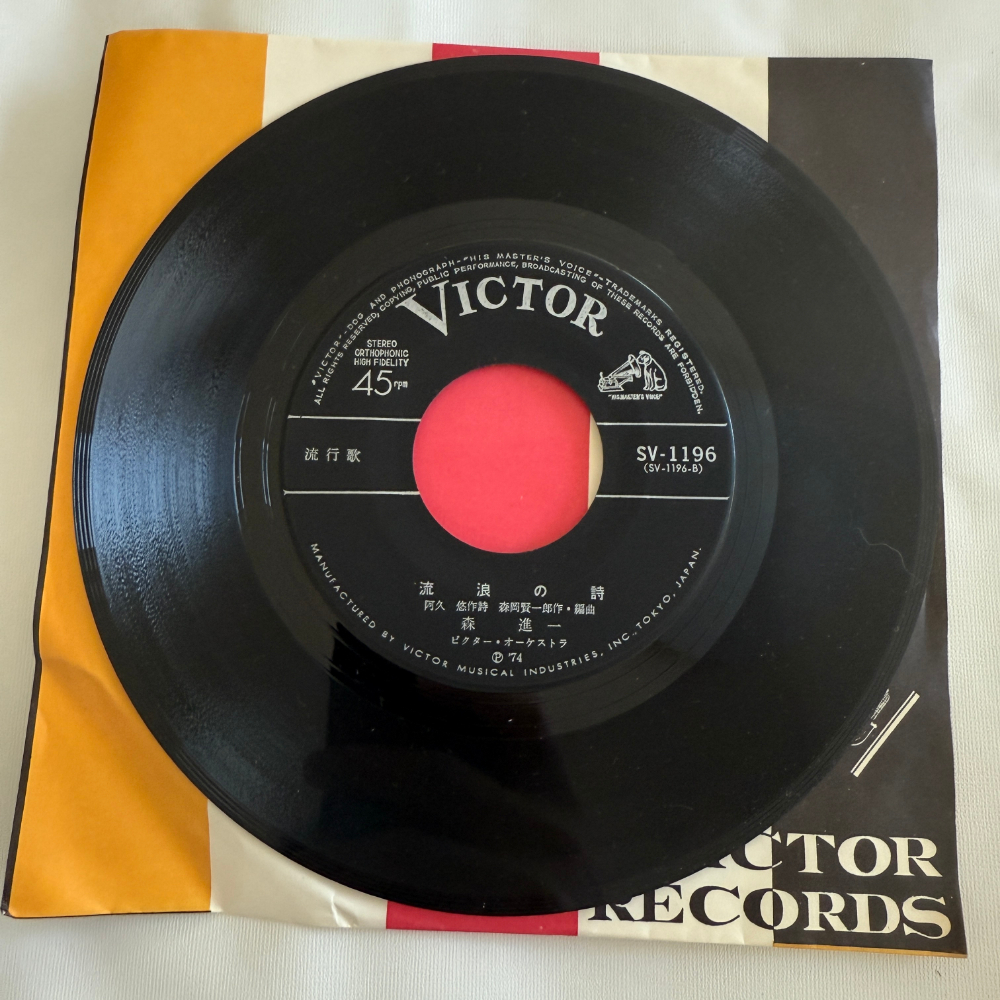 "VICTOR"-DOG AND PHONOGRAPH-"HIS MASTER'S VOICE"-TRADEMARKS REGISTERED.
ALL RIGHTS RESERVED, COPYING, PUBLIC PERFORMANCE, BROADCASTING OF THESE RECORDS ARE FORBIDDEN.
VICTOR
STEREO
ORTHOPHONIC
HIGH FIDELITY
45rpm
"HIS MASTER'S VOICE"
流行歌
SV-1196
(SV-1196-B)
流浪の詩
阿久 悠作詩 森岡賢一郎作・編曲
森 進一
ビクター・オーケストラ
Ⓟ '74
MANUFACTURED BY VICTOR MUSICAL INDUSTRIES, INC. TOKYO, JAPAN.
CTOR
RECORDS